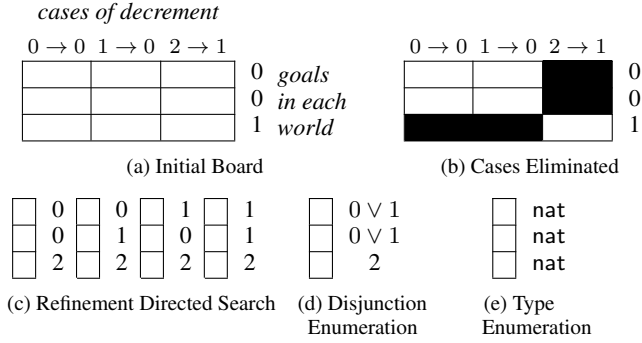 cases of decrement
0 → 0 1 → 0 2 → 1
0 goals
0 in each
1 world
(a) Initial Board
0 → 0 1 → 0 2 → 1
0
0
1
(b) Cases Eliminated
0 0 1 1
0 1 0 1
2 2 2 2
(c) Refinement Directed Search
0 ∨ 1
0 ∨ 1
2
(d) Disjunction
Enumeration
nat
nat
nat
(e) Type
Enumeration